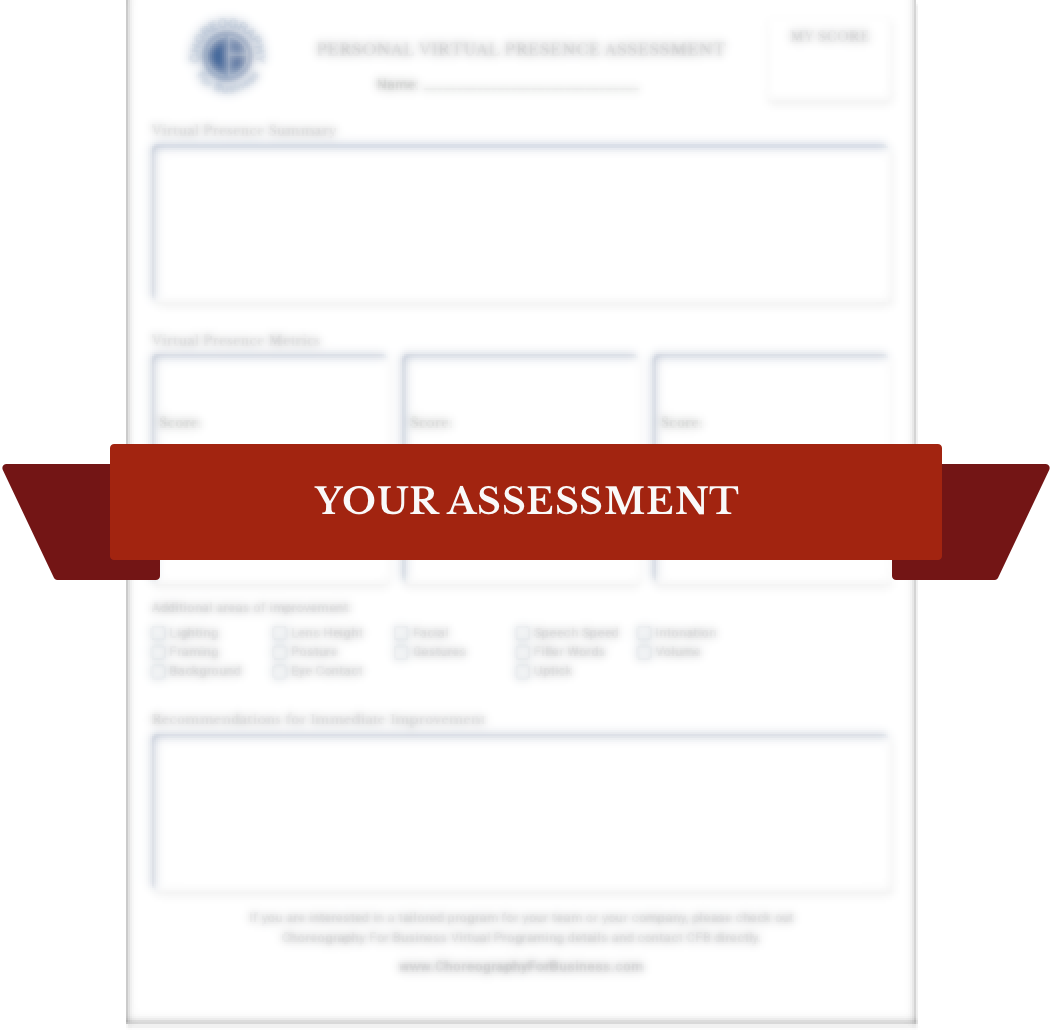 PERSONAL VIRTUAL PRESENCE ASSESSMENT
MY SCORE
Name:
Virtual Presence Summary
Virtual Presence Metrics
Score: Score: Score:
YOUR ASSESSMENT
Additional areas of improvement:
Lighting Lens Height Facial Speech Speed Intonation
Framing Posture Gestures Filler Words Volume
Background Eye Contact Uptick
Recommendations for Immediate Improvement
If you are interested in a tailored program for your team or your company, please check out
Choreography For Business Virtual Programing details and contact CFB directly.
www.ChoreographyForBusiness.com